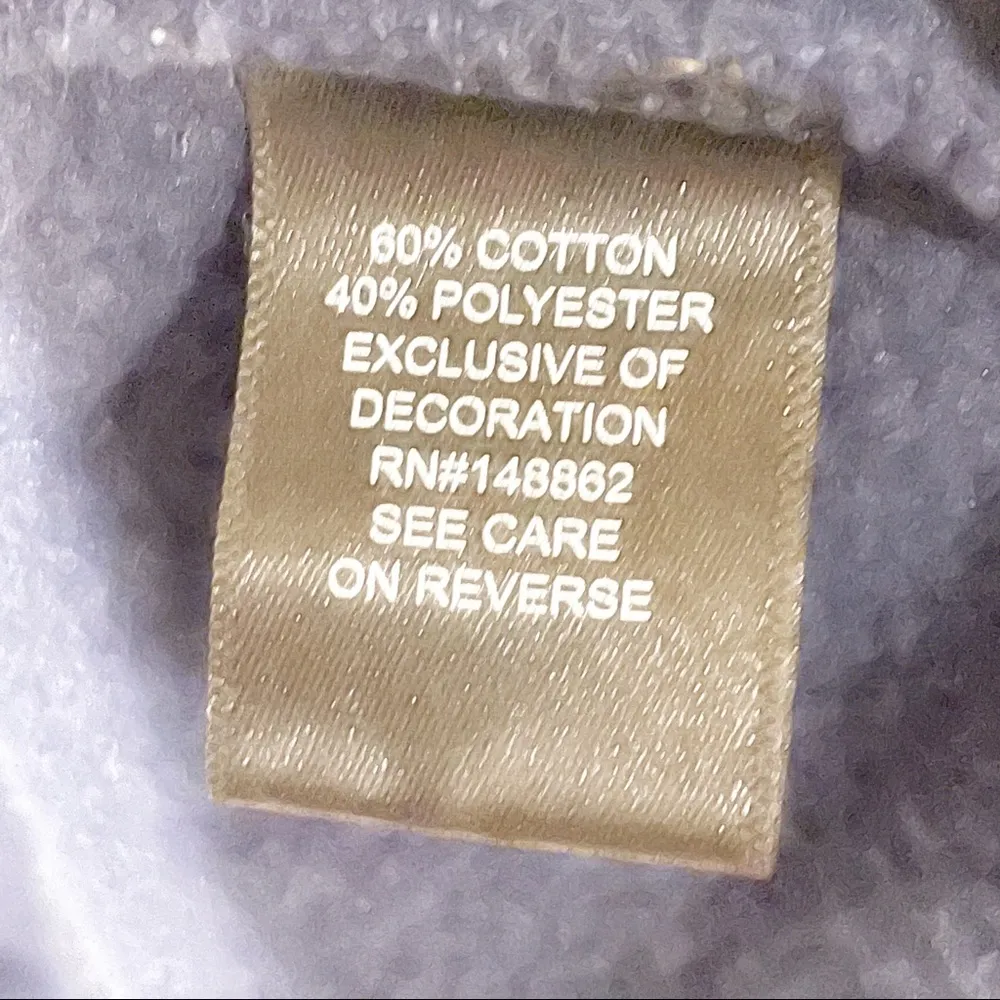 60% COTTON
40% POLYESTER
EXCLUSIVE OF
DECORATION
RN#148862
SEE CARE
ON REVERSE